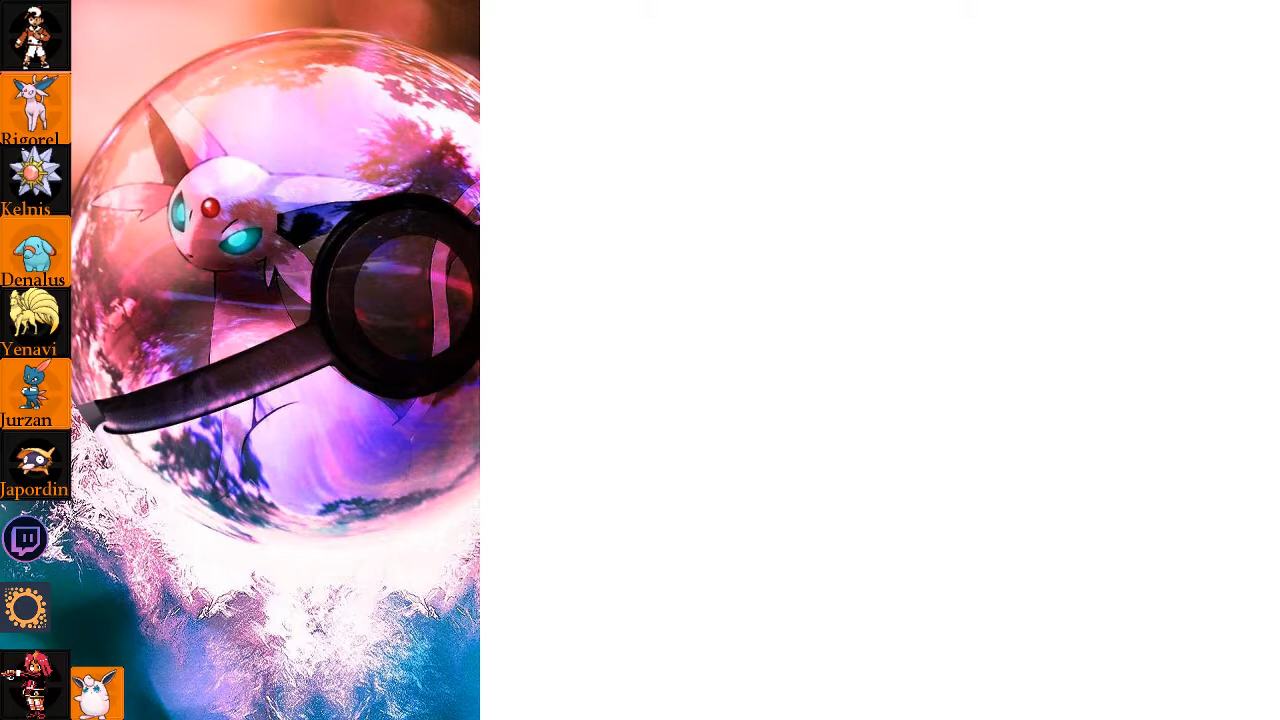 Rigorel
Kelnis
Denalus
Yenavi
Jurzan
Japordin